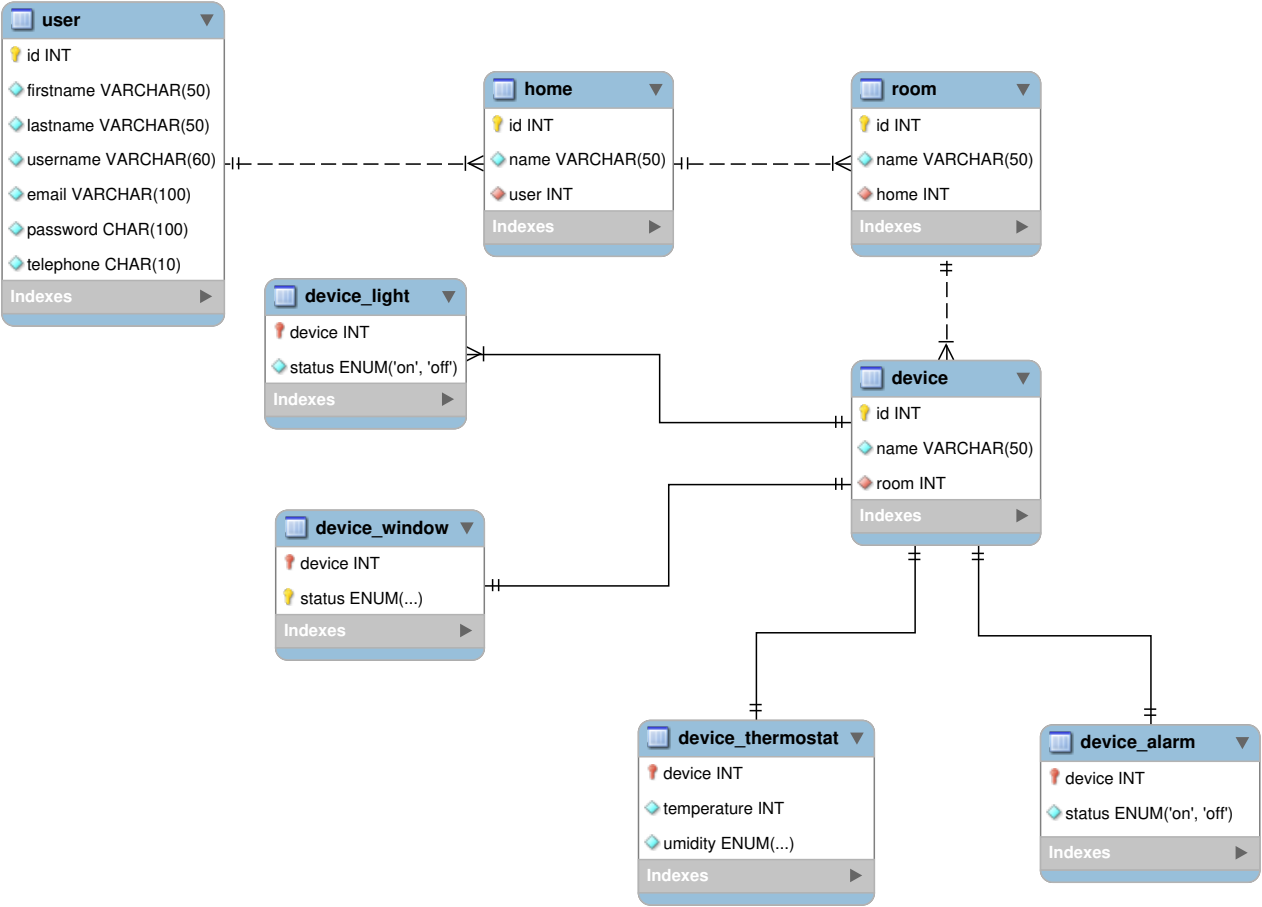 user
id INT
firstname VARCHAR(50)
lastname VARCHAR(50)
username VARCHAR(60)
email VARCHAR(100)
password CHAR(100)
telephone CHAR(10)
Indexes
home
id INT
name VARCHAR(50)
user INT
Indexes
room
id INT
name VARCHAR(50)
home INT
Indexes
device_light
device INT
status ENUM('on', 'off')
Indexes
device
id INT
name VARCHAR(50)
room INT
Indexes
device_window
device INT
status ENUM(...)
Indexes
device_thermostat
device INT
temperature INT
umidity ENUM(...)
Indexes
device_alarm
device INT
status ENUM('on', 'off')
Indexes